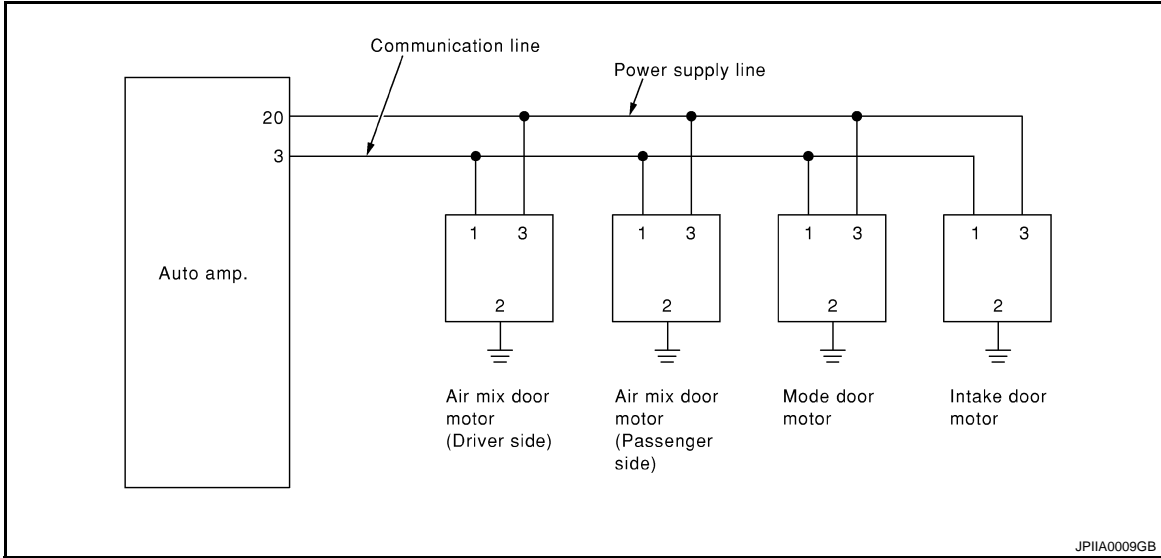 Communication line
Power supply line
20
3
Auto amp.
1 3
2
1 3
2
1 3
2
1 3
2
Air mix door
motor
(Driver side)
Air mix door
motor
(Passenger
side)
Mode door
motor
Intake door
motor
JPIIA0009GB